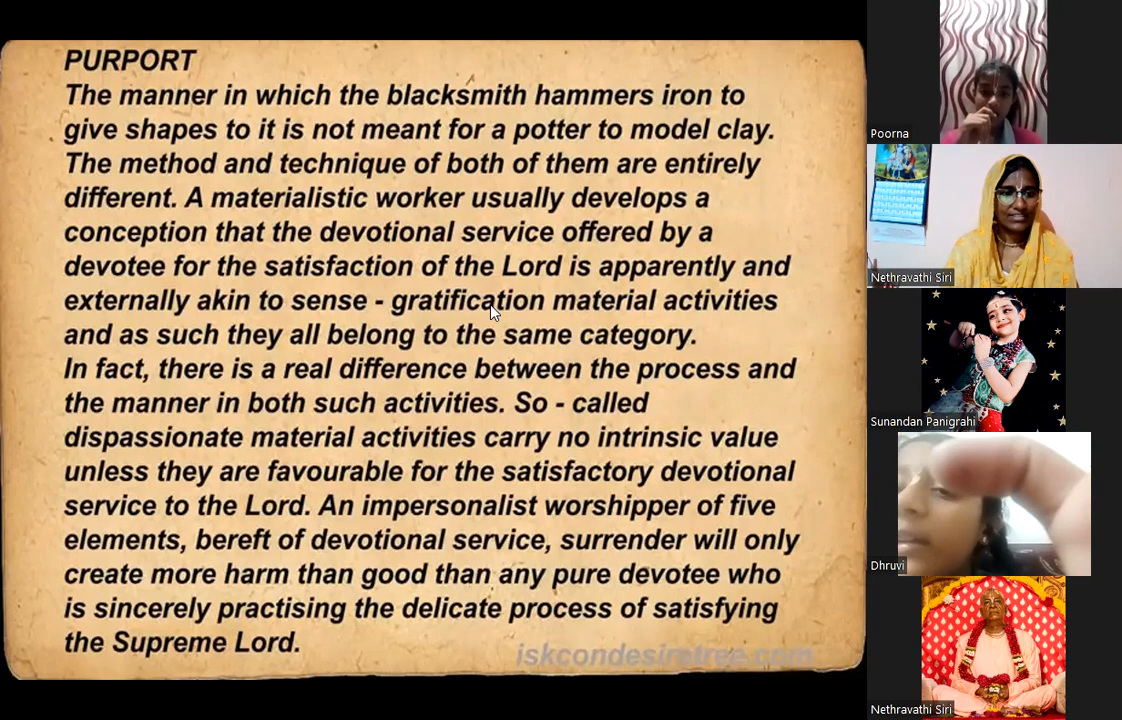 PURPORT
The manner in which the blacksmith hammers iron to
give shapes to it is not meant for a potter to model clay.
The method and technique of both of them are entirely
different. A materialistic worker usually develops a
conception that the devotional service offered by a
devotee for the satisfaction of the Lord is apparently and
externally akin to sense - gratification material activities
and as such they all belong to the same category.
In fact, there is a real difference between the process and
the manner in both such activities. So - called
dispassionate material activities carry no intrinsic value
unless they are favourable for the satisfactory devotional
service to the Lord. An impersonalist worshipper of five
elements, bereft of devotional service, surrender will only
create more harm than good than any pure devotee who
is sincerely practising the delicate process of satisfying
the Supreme Lord.
iskcondesiretree.com
Poorna
Nethravathi Siri
Sunandan Panigrahi
Dhruvi
Nethravathi Siri